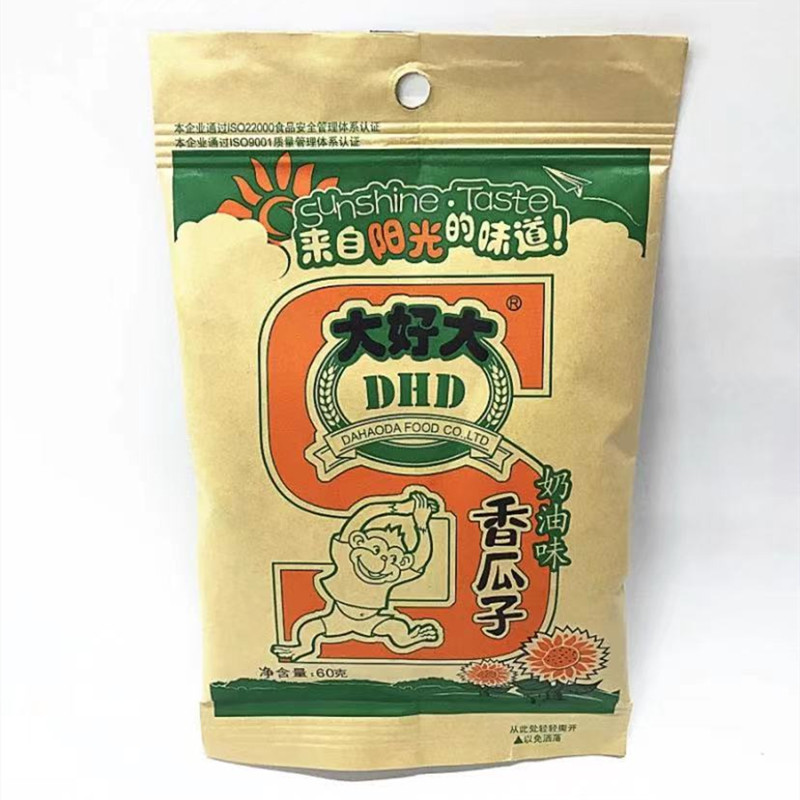 本企业通过ISO22000食品安全管理体系认证
本企业通过ISO9001质量管理体系认证
Sunshine·Taste
来自阳光的味道!
大好大®
DHD
DAHAODA FOOD CO.,LTD
奶油味
香瓜子
净含量:60克
从此处轻轻撕开
▲以免洒落